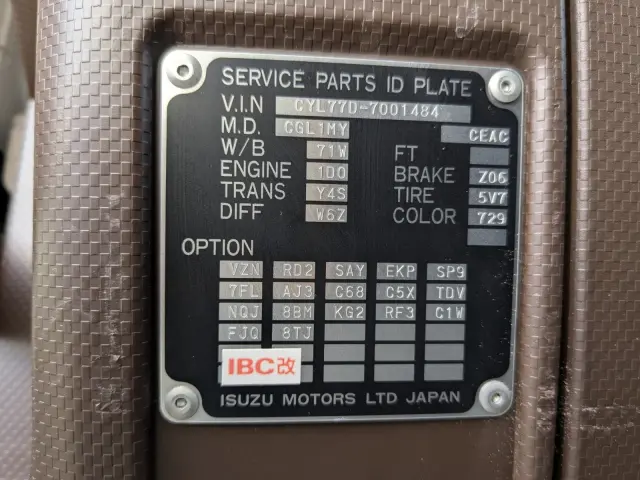 SERVICE PARTS ID PLATE
V.I.N CYL77D-7001484
M.D. CGL1MY CEAC
W/B 71W FT
ENGINE 1D0 BRAKE Z06
TRANS Y4S TIRE 5V7
DIFF W6Z COLOR 729
OPTION
VZN RD2 SAY EKP SP9
7FL AJ3 C68 C5X TDV
NQJ 8BM KG2 RF3 C1W
FJQ 8TJ
IBC改
ISUZU MOTORS LTD JAPAN